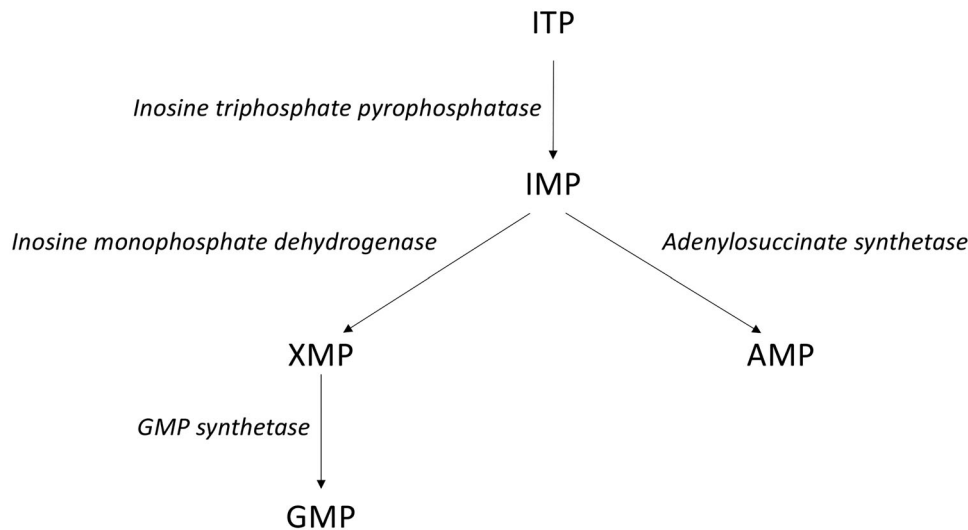 ITP
Inosine triphosphate pyrophosphatase
IMP
Inosine monophosphate dehydrogenase
Adenylosuccinate synthetase
XMP
AMP
GMP synthetase
GMP